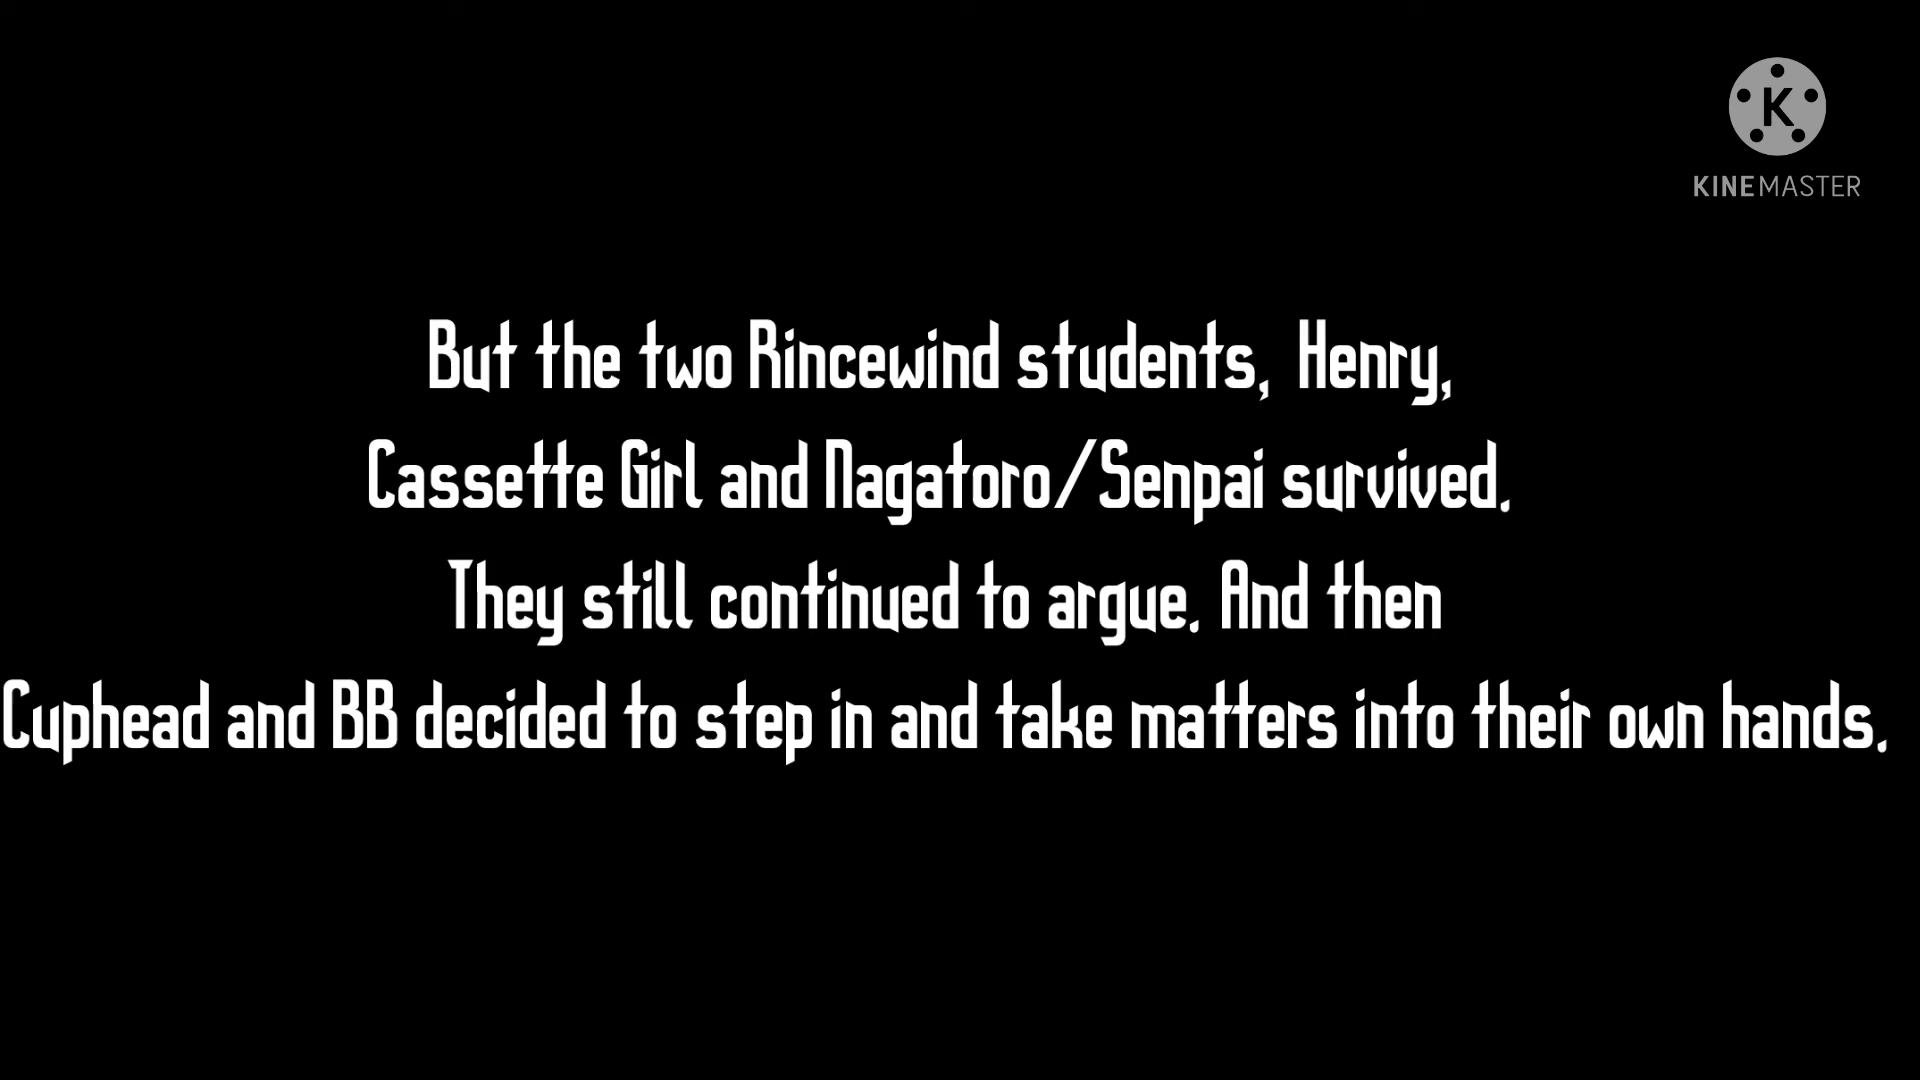 K
KINEMASTER
But the two Rincewind students, Henry,
Cassette Girl and Nagatoro/Senpai survived.
They still continued to argue. And then
Cuphead and BB decided to step in and take matters into their own hands.